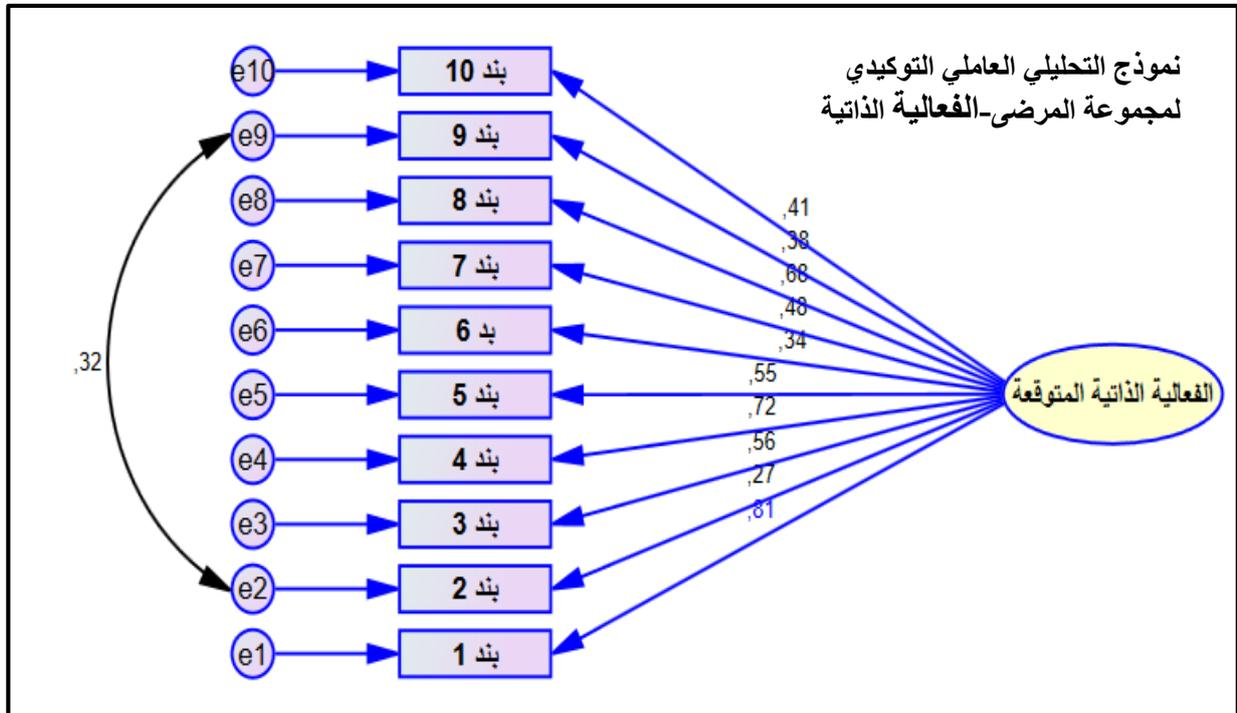 نموذج التحليلي العاملي التوكيدي
لمجموعة المرضى-الفعالية الذاتية
e10
بند 10
e9
بند 9
e8
بند 8
e7
بند 7
e6
بد 6
e5
بند 5
e4
بند 4
e3
بند 3
e2
بند 2
e1
بند 1
,41
,38
,68
,48
,34
,55
,72
,56
,27
,81
,32
الفعالية الذاتية المتوقعة